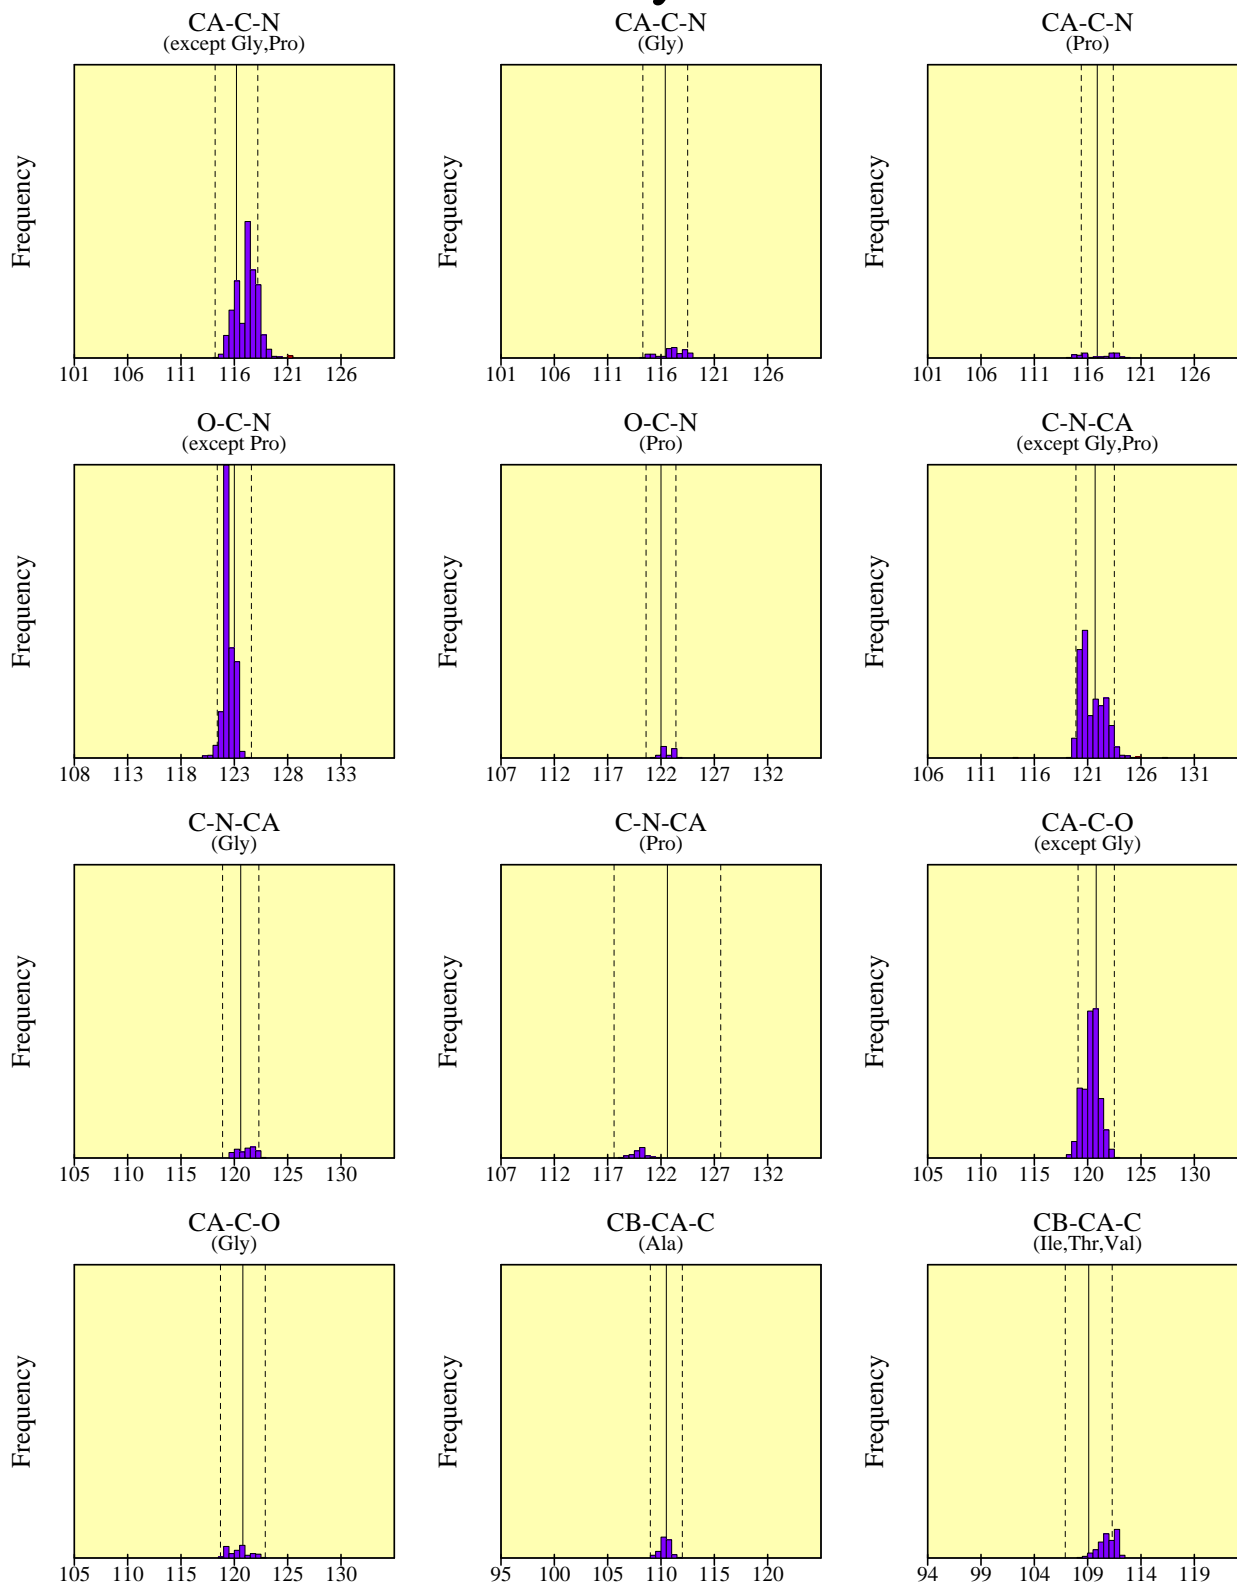 CA-C-N
(except Gly,Pro)
CA-C-N
(Gly)
CA-C-N
(Pro)
Frequency
Frequency
Frequency
101 106 111 116 121 126
101 106 111 116 121 126
101 106 111 116 121 126
O-C-N
(except Pro)
O-C-N
(Pro)
C-N-CA
(except Gly,Pro)
Frequency
Frequency
Frequency
108 113 118 123 128 133
107 112 117 122 127 132
106 111 116 121 126 131
C-N-CA
(Gly)
C-N-CA
(Pro)
CA-C-O
(except Gly)
Frequency
Frequency
Frequency
105 110 115 120 125 130
107 112 117 122 127 132
105 110 115 120 125 130
CA-C-O
(Gly)
CB-CA-C
(Ala)
CB-CA-C
(Ile,Thr,Val)
Frequency
Frequency
Frequency
105 110 115 120 125 130
95 100 105 110 115 120
94 99 104 109 114 119